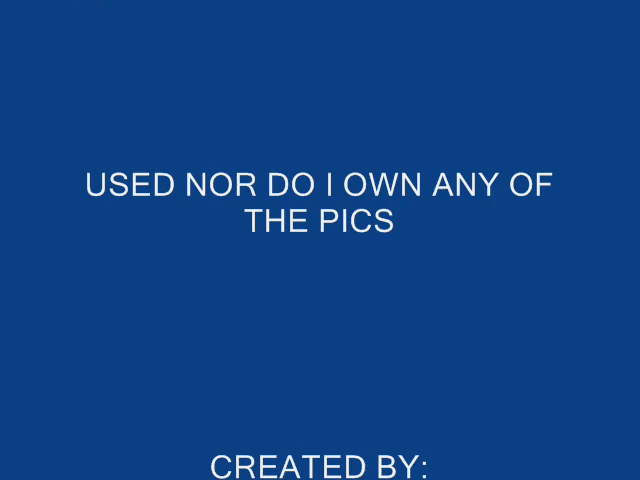 USED NOR DO I OWN ANY OF
THE PICS
CREATED BY: